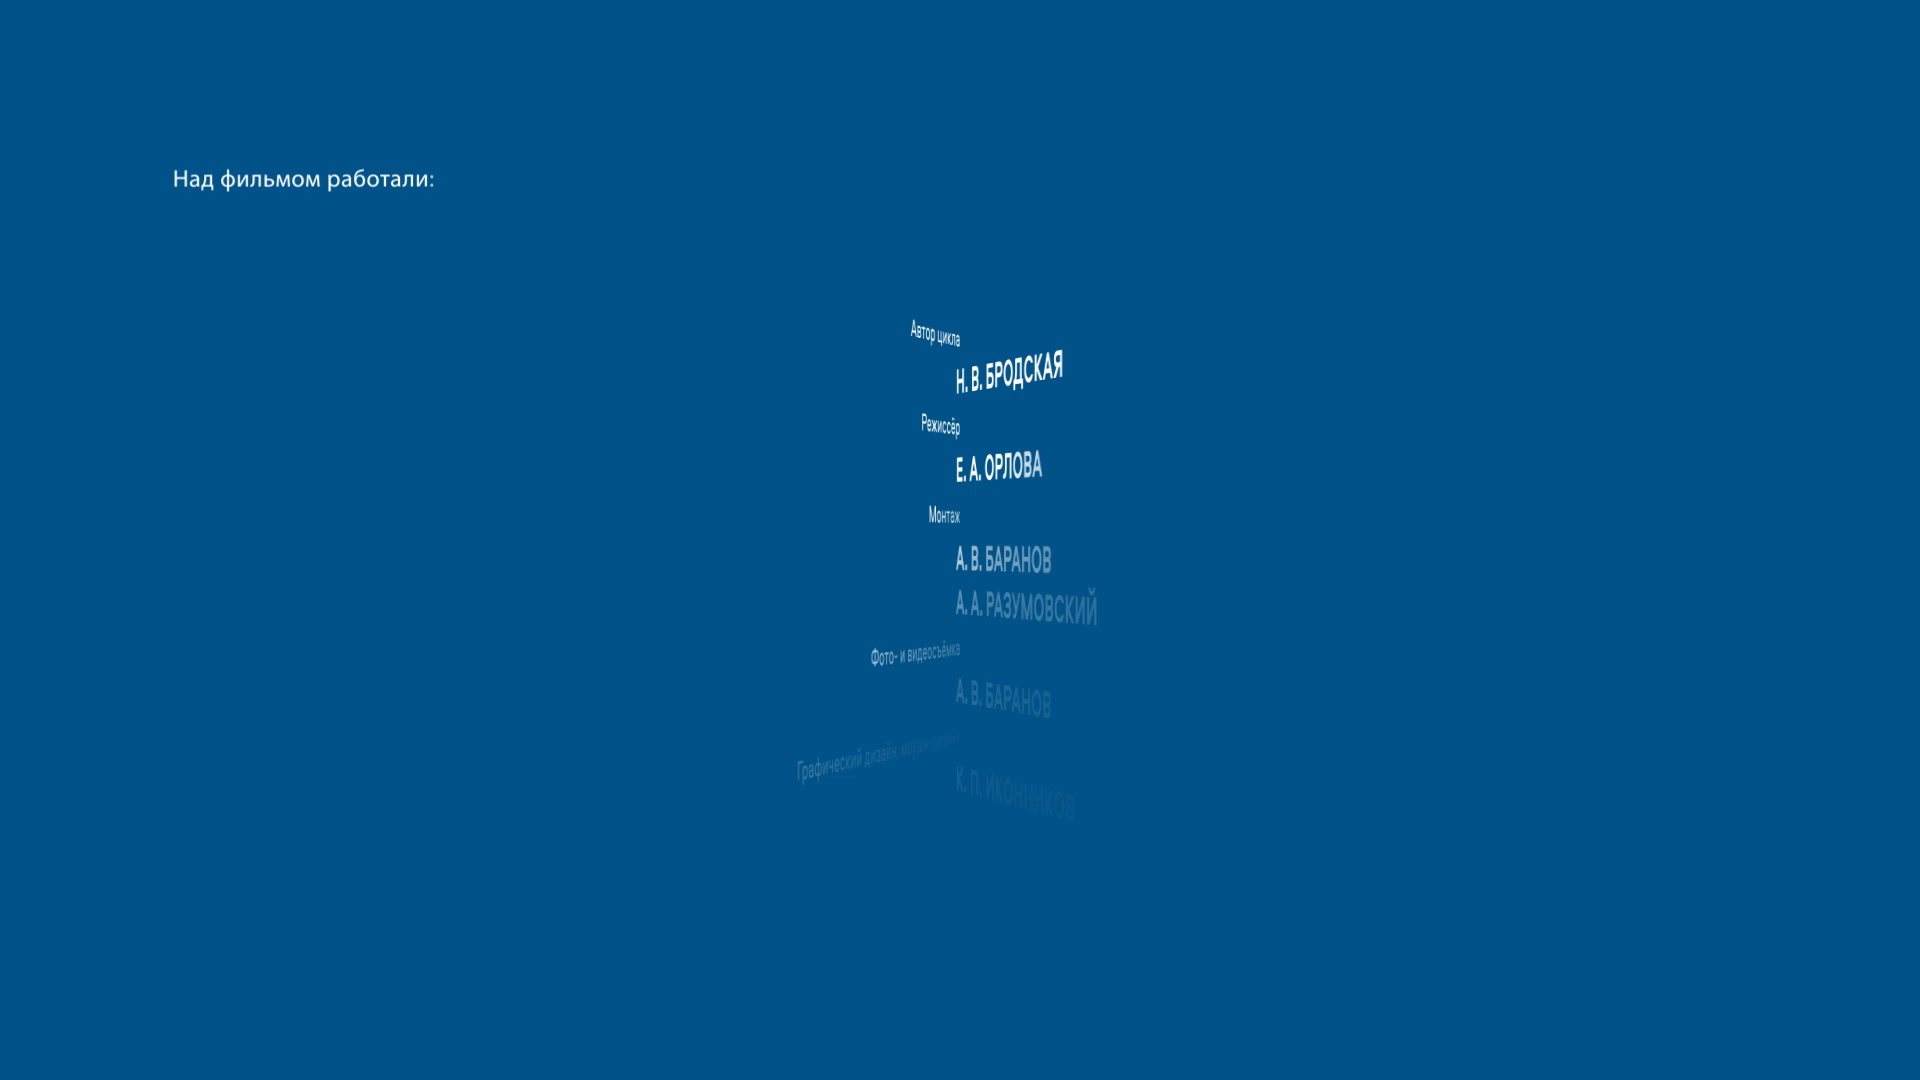 Над фильмом работали:
Автор цикла
Н. В. БРОДСКАЯ
Режиссёр
Е. А. ОРЛОВА
Монтаж
А. В. БАРАНОВ
А. А. РАЗУМОВСКИЙ
Фото- и видеосъёмка
А. В. БАРАНОВ
Графический дизайн,
К. П. ИКОННИКОВ